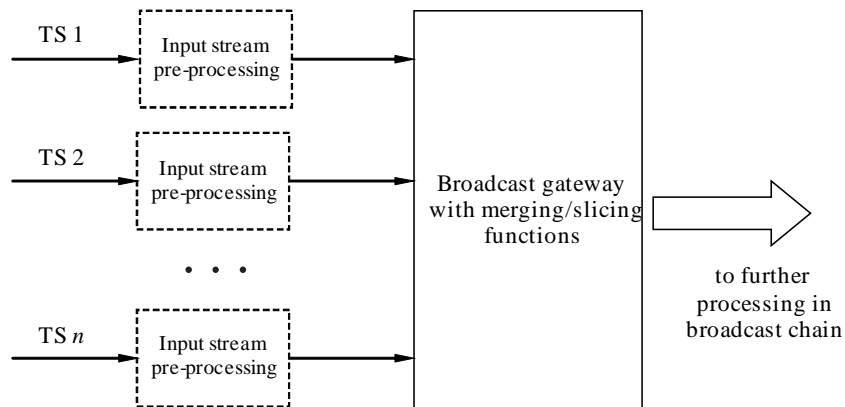 TS 1
Input stream
pre-processing
TS 2
Input stream
pre-processing
• • •
TS n
Input stream
pre-processing
Broadcast gateway
with merging/slicing
functions
to further
processing in
broadcast chain